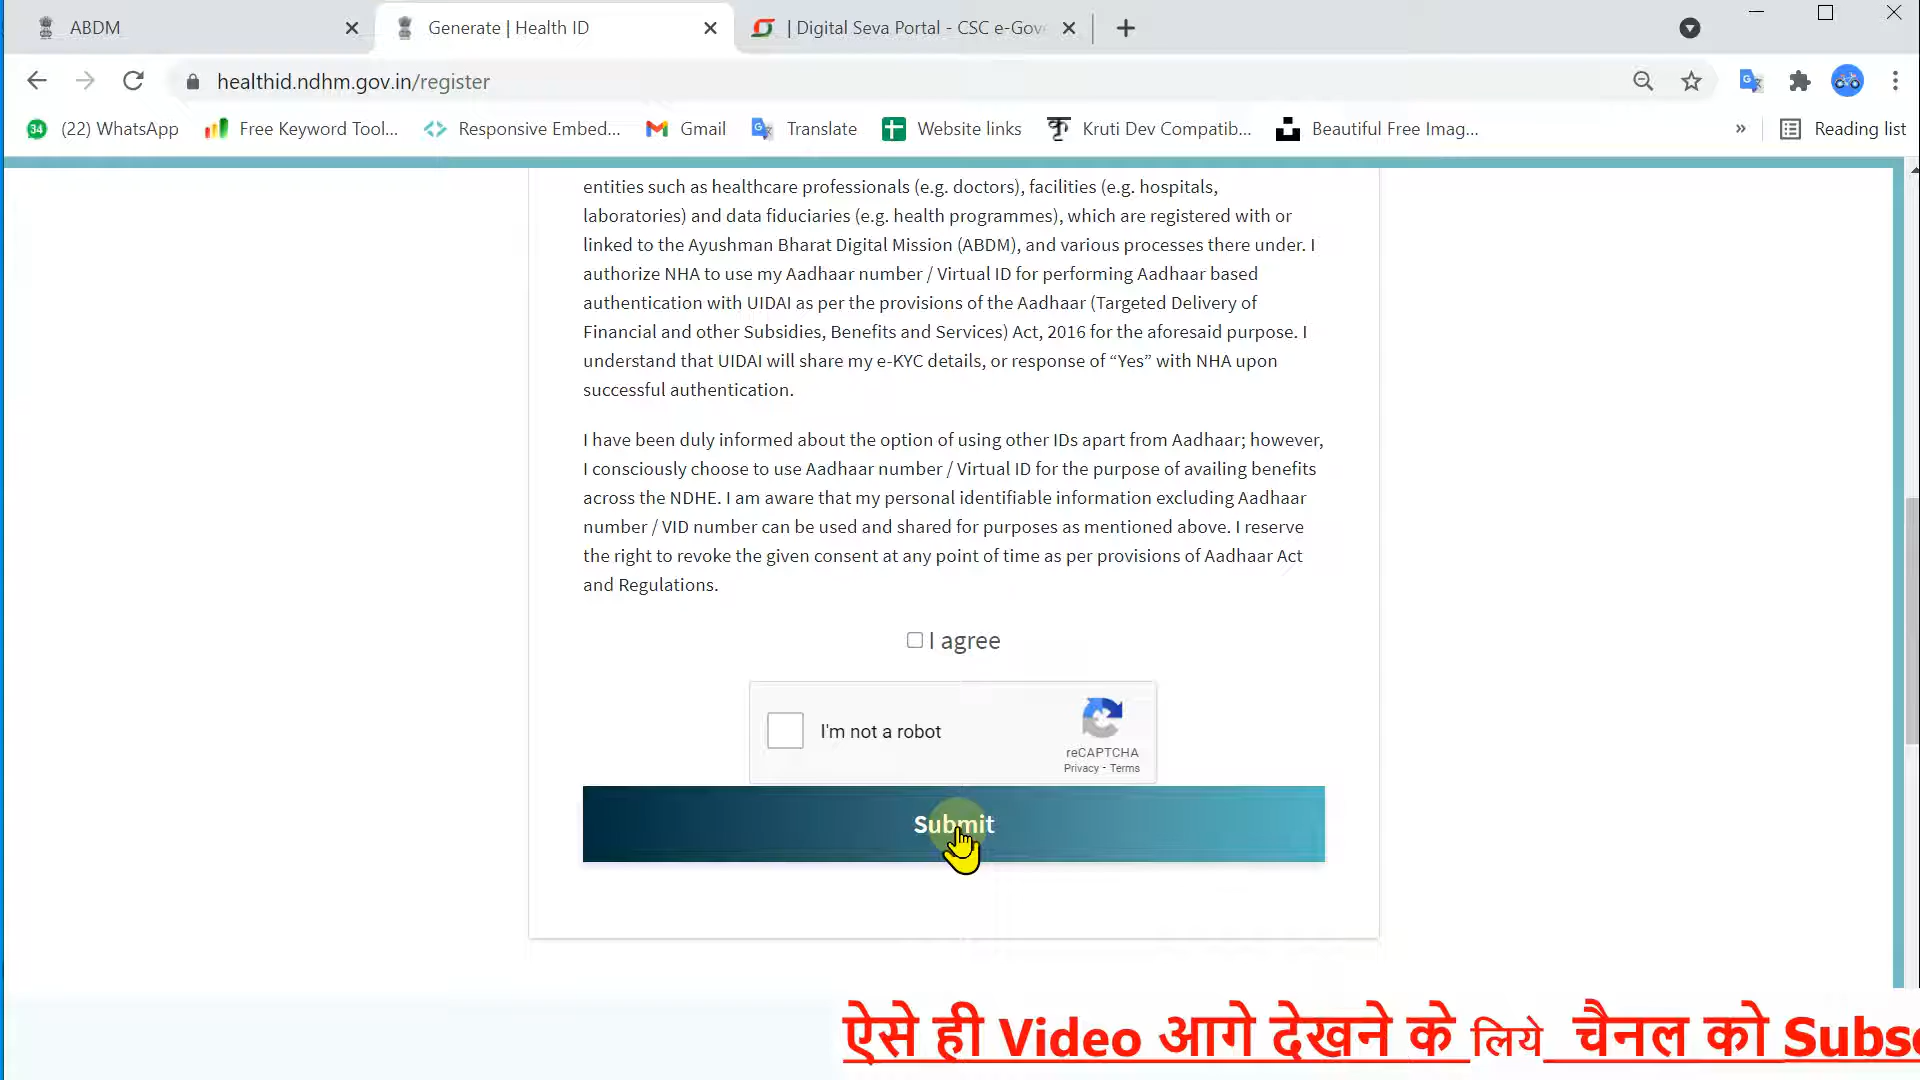 ABDM
Generate | Health ID
| Digital Seva Portal - CSC e-Gov
healthid.ndhm.gov.in/register
34 (22) WhatsApp
Free Keyword Tool...
Responsive Embed...
Gmail
Translate
Website links
Kruti Dev Compatib...
Beautiful Free Imag...
»
Reading list
entities such as healthcare professionals (e.g. doctors), facilities (e.g. hospitals,
laboratories) and data fiduciaries (e.g. health programmes), which are registered with or
linked to the Ayushman Bharat Digital Mission (ABDM), and various processes there under. I
authorize NHA to use my Aadhaar number / Virtual ID for performing Aadhaar based
authentication with UIDAI as per the provisions of the Aadhaar (Targeted Delivery of
Financial and other Subsidies, Benefits and Services) Act, 2016 for the aforesaid purpose. I
understand that UIDAI will share my e-KYC details, or response of “Yes” with NHA upon
successful authentication.
I have been duly informed about the option of using other IDs apart from Aadhaar; however,
I consciously choose to use Aadhaar number / Virtual ID for the purpose of availing benefits
across the NDHE. I am aware that my personal identifiable information excluding Aadhaar
number / VID number can be used and shared for purposes as mentioned above. I reserve
the right to revoke the given consent at any point of time as per provisions of Aadhaar Act
and Regulations.
I agree
I'm not a robot
reCAPTCHA
Privacy - Terms
Submit
ऐसे ही Video आगे देखने के लिये चैनल को Subsc